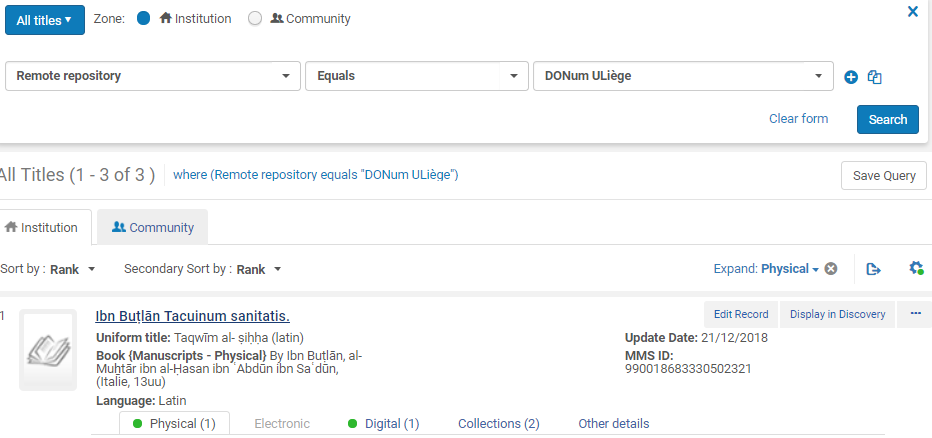 All titles Zone: Institution Community
Remote repository Equals DONum ULiège
Clear form Search
All Titles (1 - 3 of 3 ) where (Remote repository equals "DONum ULiège") Save Query
Institution Community
Sort by : Rank Secondary Sort by : Rank Expand: Physical
1 Ibn Buṭlān Tacuinum sanitatis. Edit Record Display in Discovery ...
Uniform title: Taqwīm al- ṣiḥḥa (latin) Update Date: 21/12/2018
Book {Manuscripts - Physical} By Ibn Buṭlān, al- MMS ID:
Muḫtār ibn al-Ḥasan ibn ʿAbdūn ibn Saʿdūn, 990018683330502321
(Italie, 13uu)
Language: Latin
Physical (1) Electronic Digital (1) Collections (2) Other details